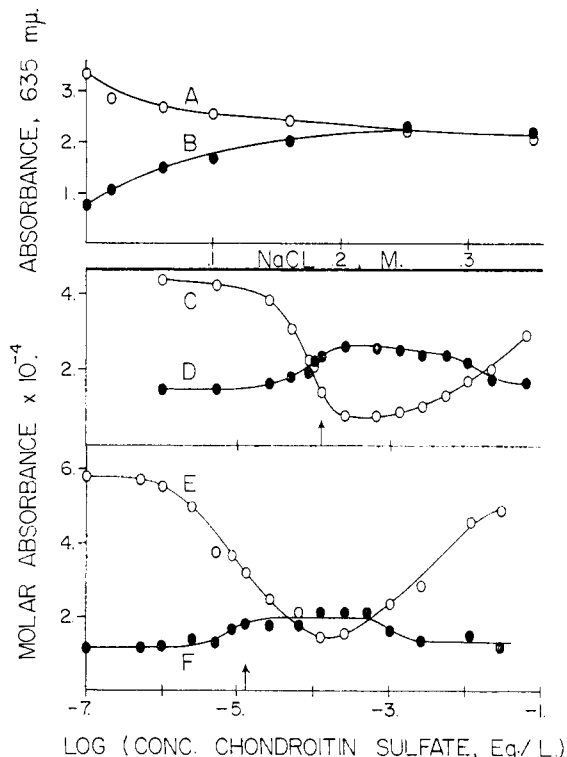 ABSORBANCE, 635 mμ.
3.
2.
1.
A
B
.1
.2
.3
NaCl, M.
MOLAR ABSORBANCE x 10⁻⁴
4.
2.
C
D
6.
4.
2.
E
F
-7.
-5.
-3.
-1.
LOG (CONC. CHONDROITIN SULFATE, Eq./L.)